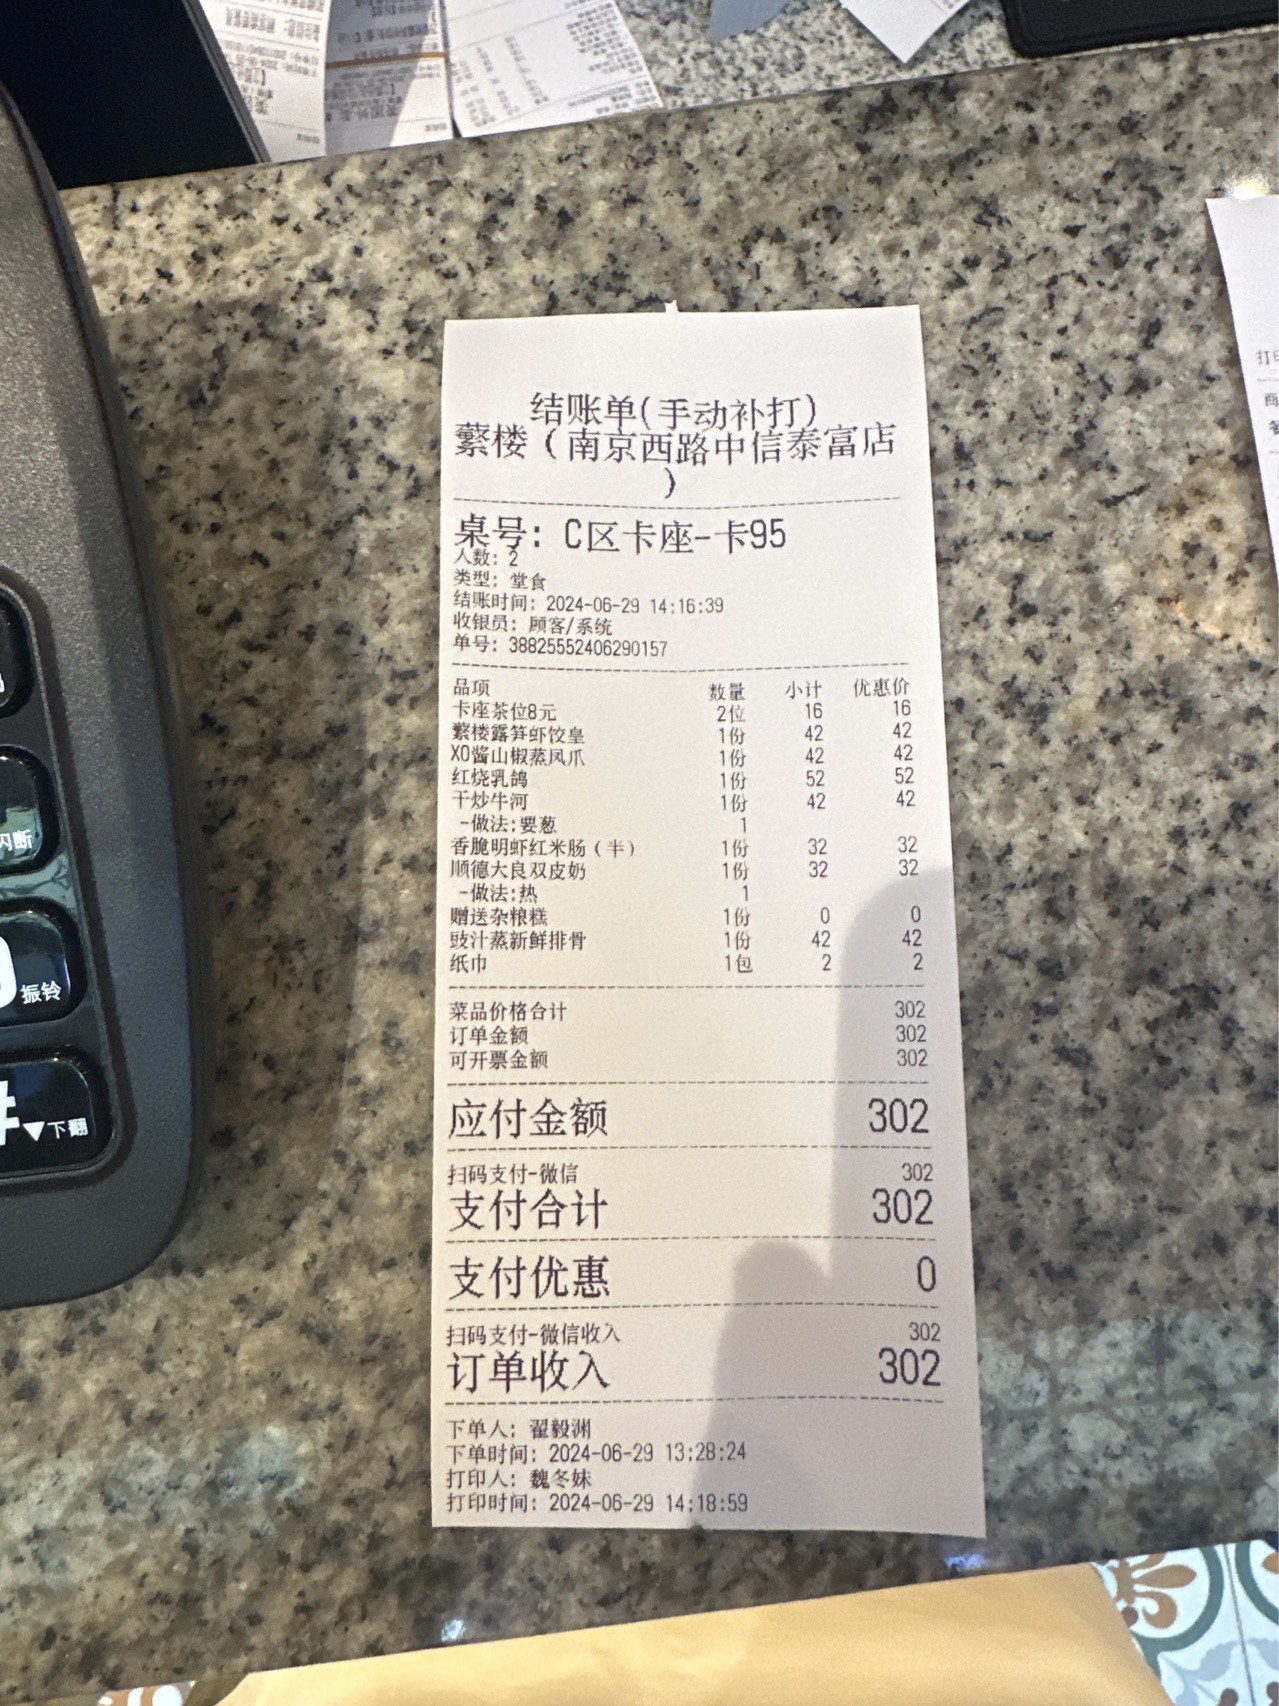 结账单(手动补打)
蘩楼（南京西路中信泰富店
）
桌号: C区卡座-卡95
人数: 2
类型: 堂食
结账时间: 2024-06-29 14:16:39
收银员: 顾客/系统
单号: 38825552406290157
品项 数量 小计 优惠价
卡座茶位8元 2位 16 16
蘩楼露笋虾饺皇 1份 42 42
XO酱山椒蒸凤爪 1份 42 42
红烧乳鸽 1份 52 52
干炒牛河 1份 42 42
-做法:要葱 1
香脆明虾红米肠（半） 1份 32 32
顺德大良双皮奶 1份 32 32
-做法:热 1
赠送杂粮糕 1份 0 0
豉汁蒸新鲜排骨 1份 42 42
纸巾 1包 2 2
菜品价格合计 302
订单金额 302
可开票金额 302
应付金额 302
扫码支付-微信 302
支付合计 302
支付优惠 0
扫码支付-微信收入 302
订单收入 302
下单人: 翟毅渊
下单时间: 2024-06-29 13:28:24
打印人: 魏冬妹
打印时间: 2024-06-29 14:18:59
闪断
振铃
#▼下翻
打印
商